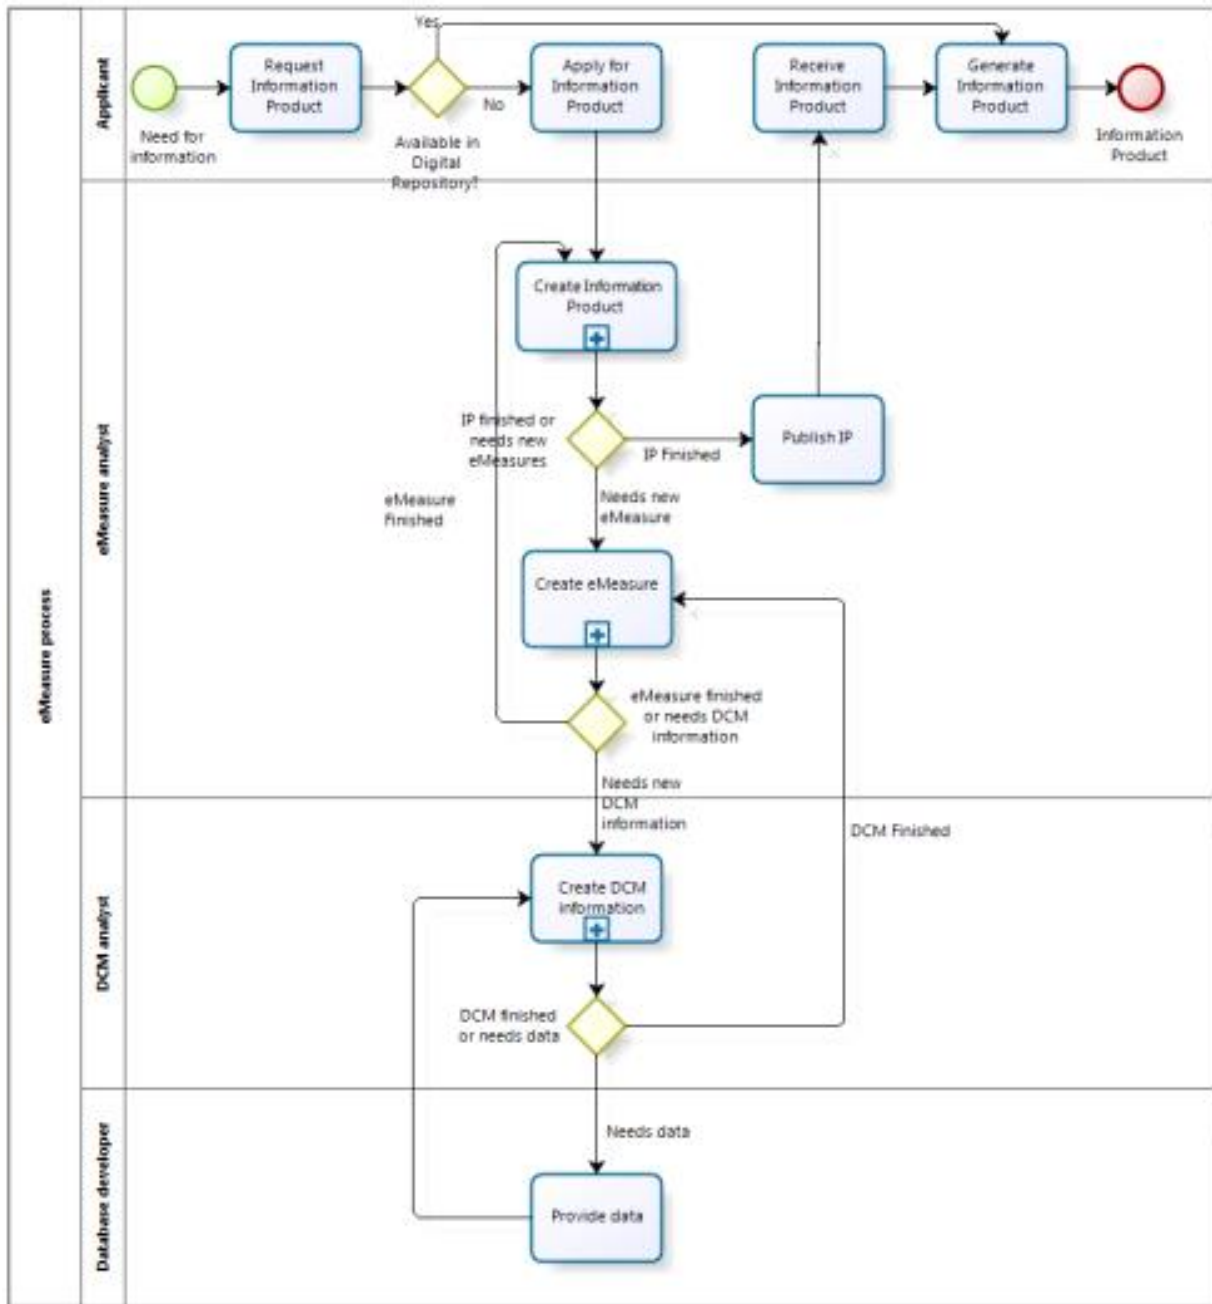 eMeasure process
Applicant
Yes
Need for
information
Request
Information
Product
Available in
Digital
Repository?
No
Apply for
Information
Product
Receive
Information
Product
Generate
Information
Product
Information
Product
eMeasure analyst
Create Information
Product
IP finished or
needs new
eMeasures
IP Finished
Publish IP
eMeasure
Finished
Needs new
eMeasure
Create eMeasure
eMeasure finished
or needs DCM
information
Needs new
DCM
information
DCM Finished
DCM analyst
Create DCM
information
DCM finished
or needs data
Needs data
Database developer
Provide data